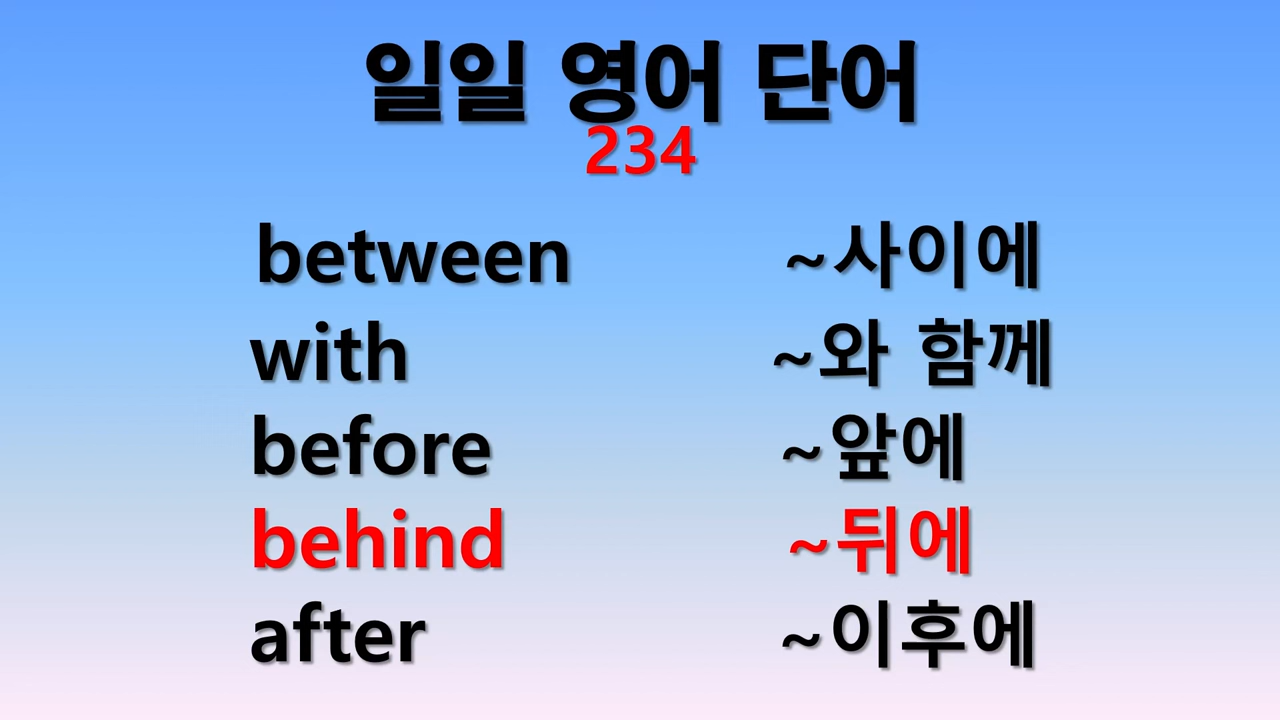 일일 영어 단어
234
between ~사이에
with ~와 함께
before ~앞에
behind ~뒤에
after ~이후에